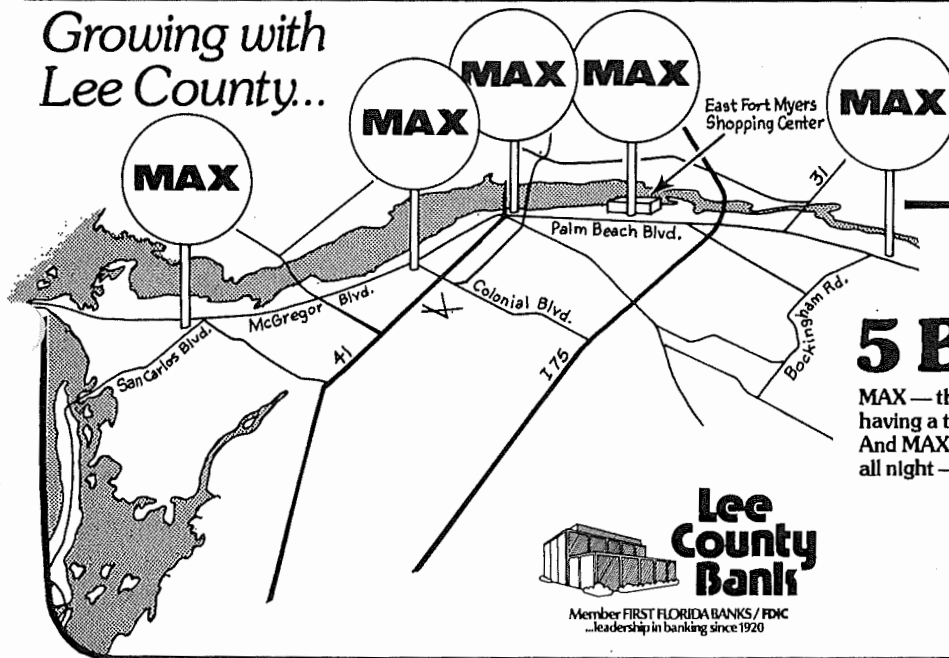 Growing with
Lee County...
MAX
MAX
MAX
MAX
MAX
East Fort Myers
Shopping Center
31
Palm Beach Blvd.
McGregor Blvd.
Colonial Blvd.
San Carlos Blvd.
41
I 75
Bockingham Rd.
5 B
MAX — th
having a t
And MAX
all night —
Lee
County
Bank
Member FIRST FLORIDA BANKS / FDIC
...leadership in banking since 1920